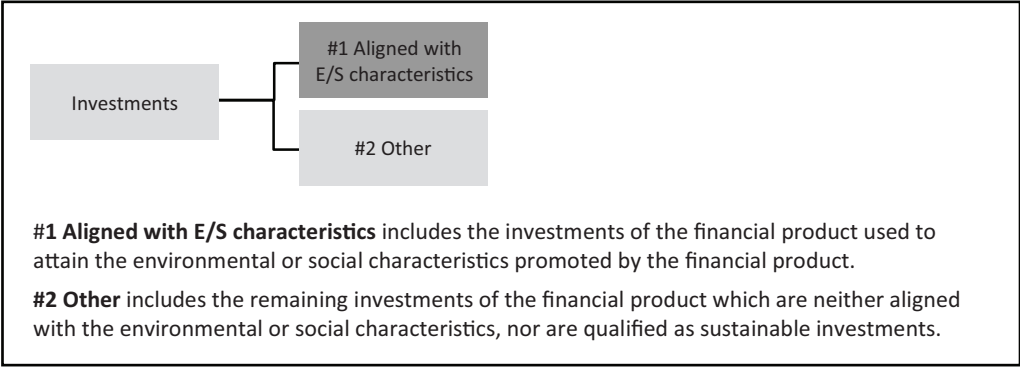 #1 Aligned with
E/S characteristics
Investments
#2 Other
#1 Aligned with E/S characteristics includes the investments of the financial product used to
attain the environmental or social characteristics promoted by the financial product.
#2 Other includes the remaining investments of the financial product which are neither aligned
with the environmental or social characteristics, nor are qualified as sustainable investments.